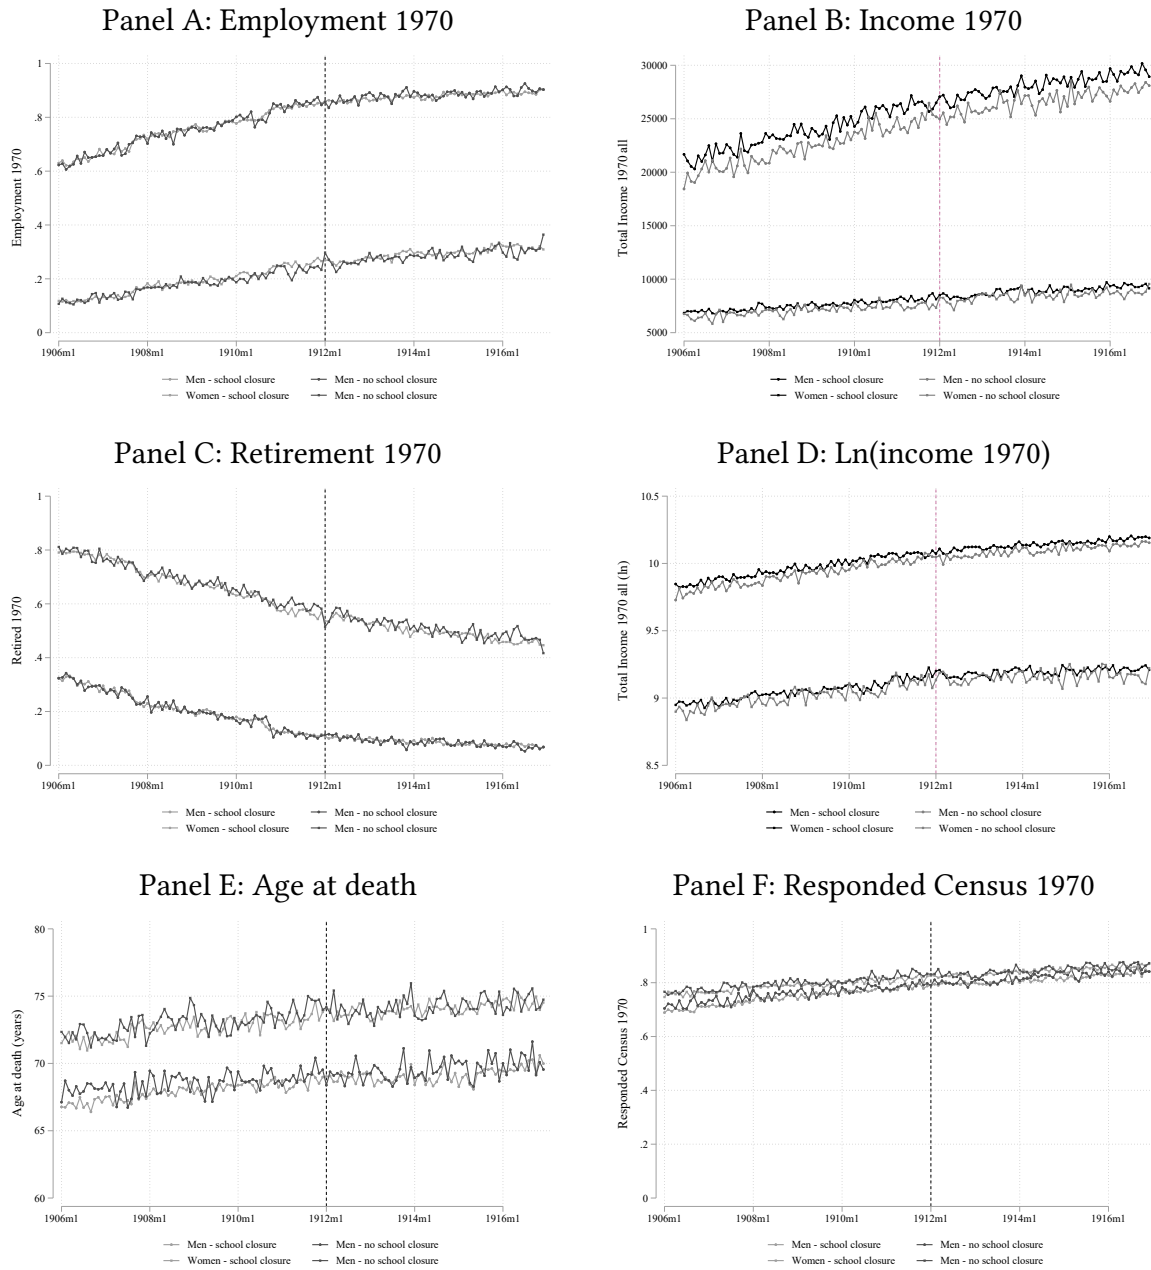 Panel A: Employment 1970
Employment 1970
1
.8
.6
.4
.2
0
1906m1 1908m1 1910m1 1912m1 1914m1 1916m1
Men - school closure Men - no school closure
Women - school closure Men - no school closure
Panel B: Income 1970
Total Income 1970 all
30000
25000
20000
15000
10000
5000
1906m1 1908m1 1910m1 1912m1 1914m1 1916m1
Men - school closure Men - no school closure
Women - school closure Women - no school closure
Panel C: Retirement 1970
Retired 1970
1
.8
.6
.4
.2
0
1906m1 1908m1 1910m1 1912m1 1914m1 1916m1
Men - school closure Men - no school closure
Women - school closure Men - no school closure
Panel D: Ln(income 1970)
Total Income 1970 all (ln)
10.5
10
9.5
9
8.5
1906m1 1908m1 1910m1 1912m1 1914m1 1916m1
Men - school closure Men - no school closure
Women - school closure Women - no school closure
Panel E: Age at death
Age at death (years)
80
75
70
65
60
1906m1 1908m1 1910m1 1912m1 1914m1 1916m1
Men - school closure Men - no school closure
Women - school closure Men - no school closure
Panel F: Responded Census 1970
Responded Census 1970
1
.8
.6
.4
.2
0
1906m1 1908m1 1910m1 1912m1 1914m1 1916m1
Men - school closure Men - no school closure
Women - school closure Men - no school closure